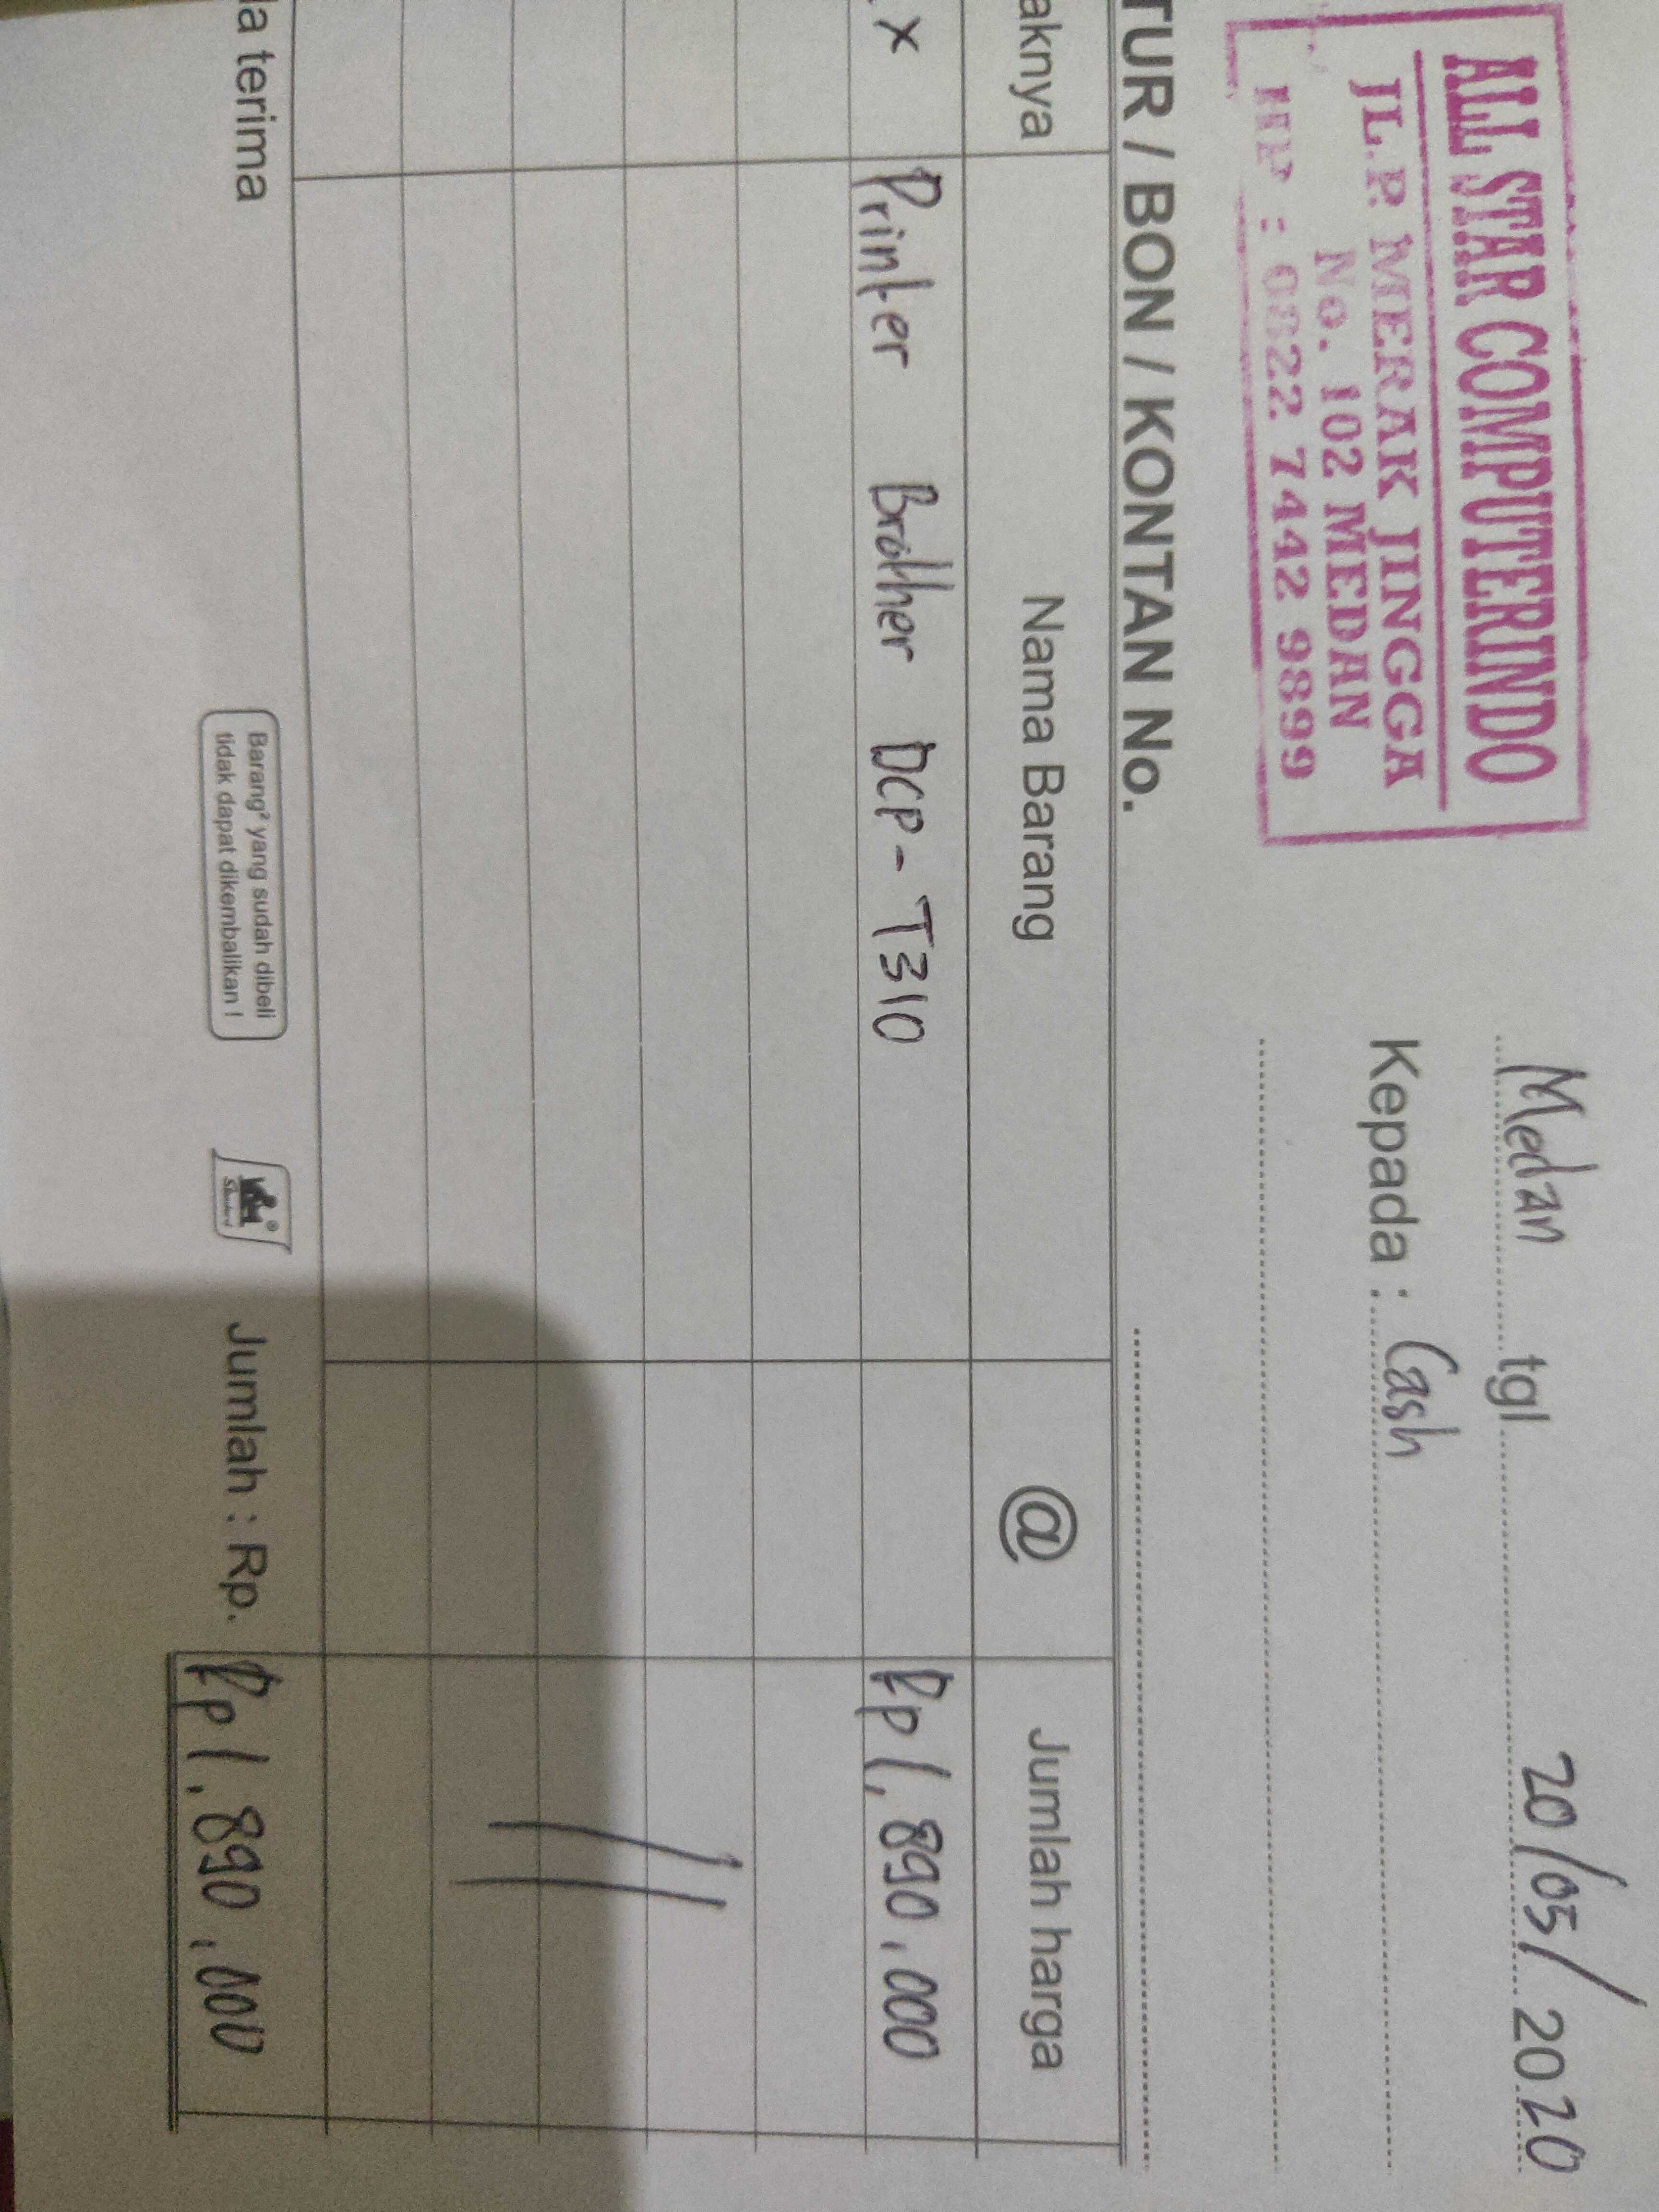 ALL STAR COMPUTERINDO
JL.P. MERAK JINGGA
No. 102 MEDAN
HP : 0822 7442 9899
Medan tgl 20/05/2020
Kepada : Cash
TUR / BON / KONTAN No.
aknya Nama Barang @ Jumlah harga
x Printer Brother DCP-T310 Rp 1,890,000
a terima
Barang² yang sudah dibeli
tidak dapat dikembalikan !
Jumlah : Rp. Rp 1,890,000